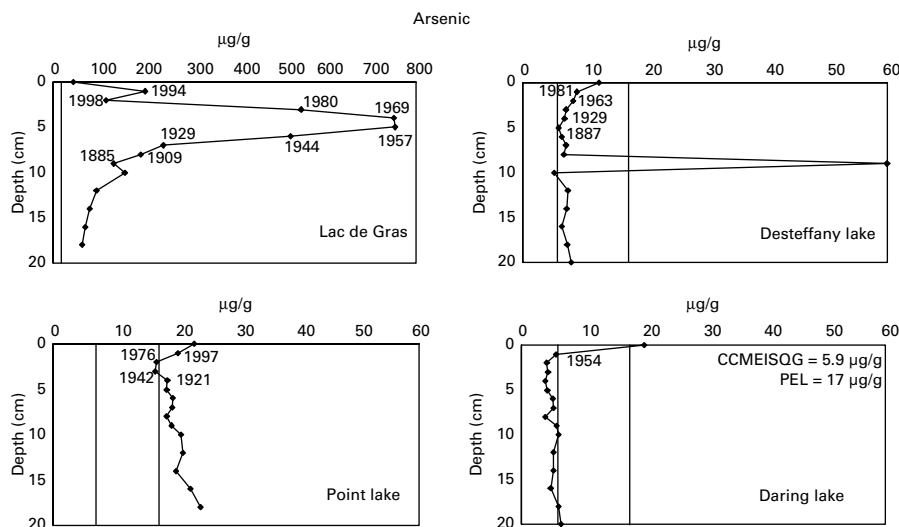 Arsenic
µg/g
0 100 200 300 400 500 600 700 800
0
5
10
15
20
Depth (cm)
1994
1998
1980
1969
1957
1944
1929
1909
1885
Lac de Gras
µg/g
0 10 20 30 40 50 60
0
5
10
15
20
Depth (cm)
1981
1963
1929
1887
Desteffany lake
µg/g
0 10 20 30 40 50 60
0
5
10
15
20
Depth (cm)
1976
1997
1942
1921
Point lake
µg/g
0 10 20 30 40 50 60
0
5
10
15
20
Depth (cm)
1954
CCMEISQG = 5.9 µg/g
PEL = 17 µg/g
Daring lake